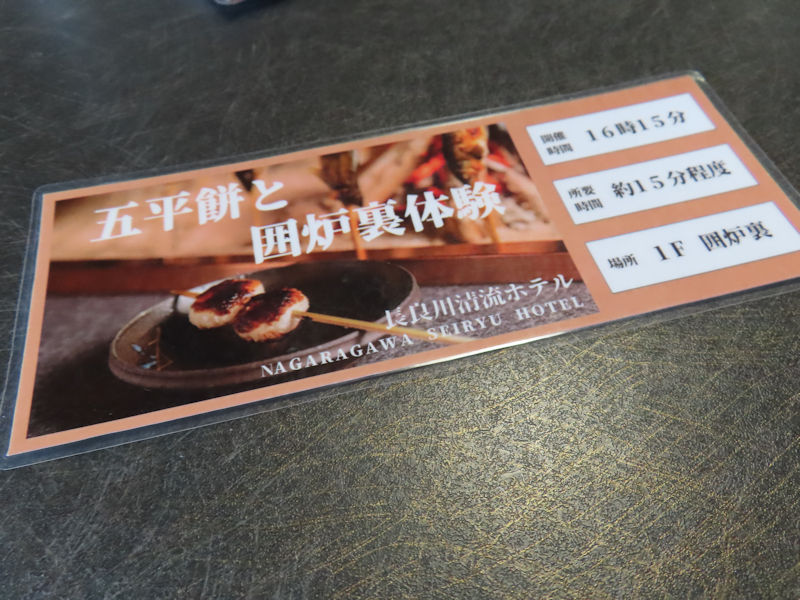 五平餅と
囲炉裏体験
長良川清流ホテル
NAGARAGAWA SEIRYU HOTEL
開催時間 16時15分
所要時間 約15分程度
場所 1F 囲炉裏